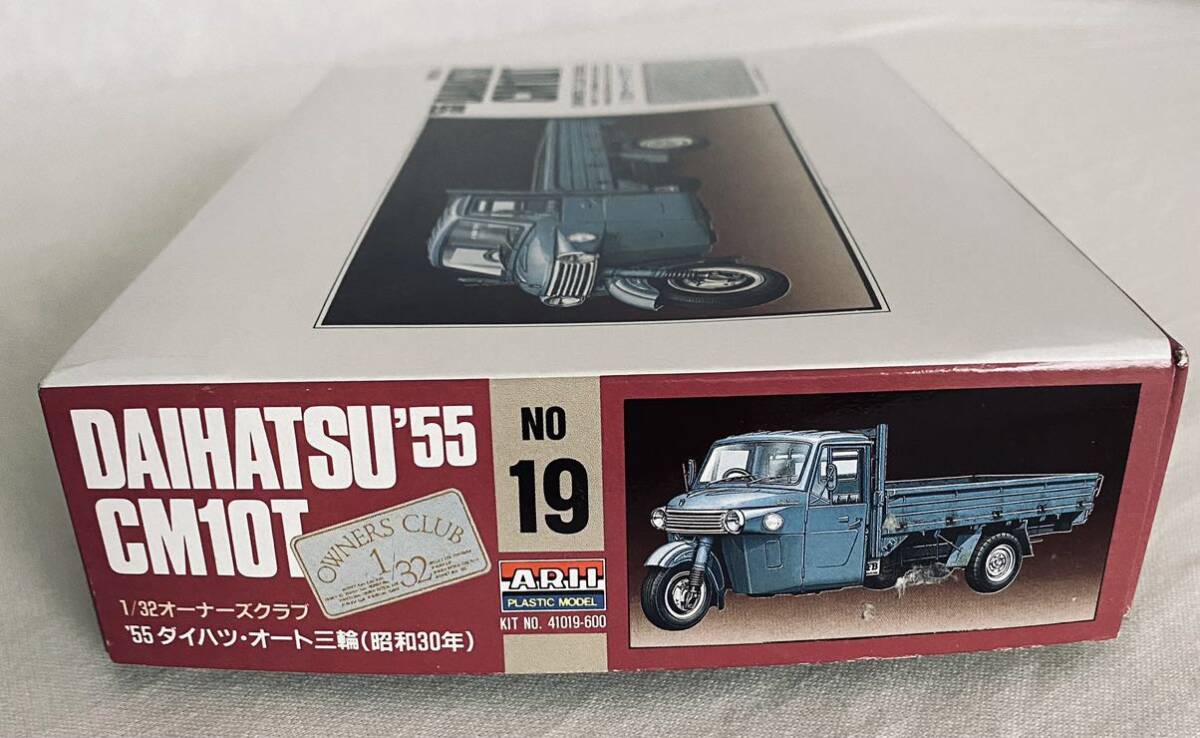 DAIHATSU'55
CM10T
OWNERS CLUB
1/32
1/32オーナーズクラブ
'55 ダイハツ・オート三輪(昭和30年)
NO
19
ARII
PLASTIC MODEL
KIT NO. 41019-600